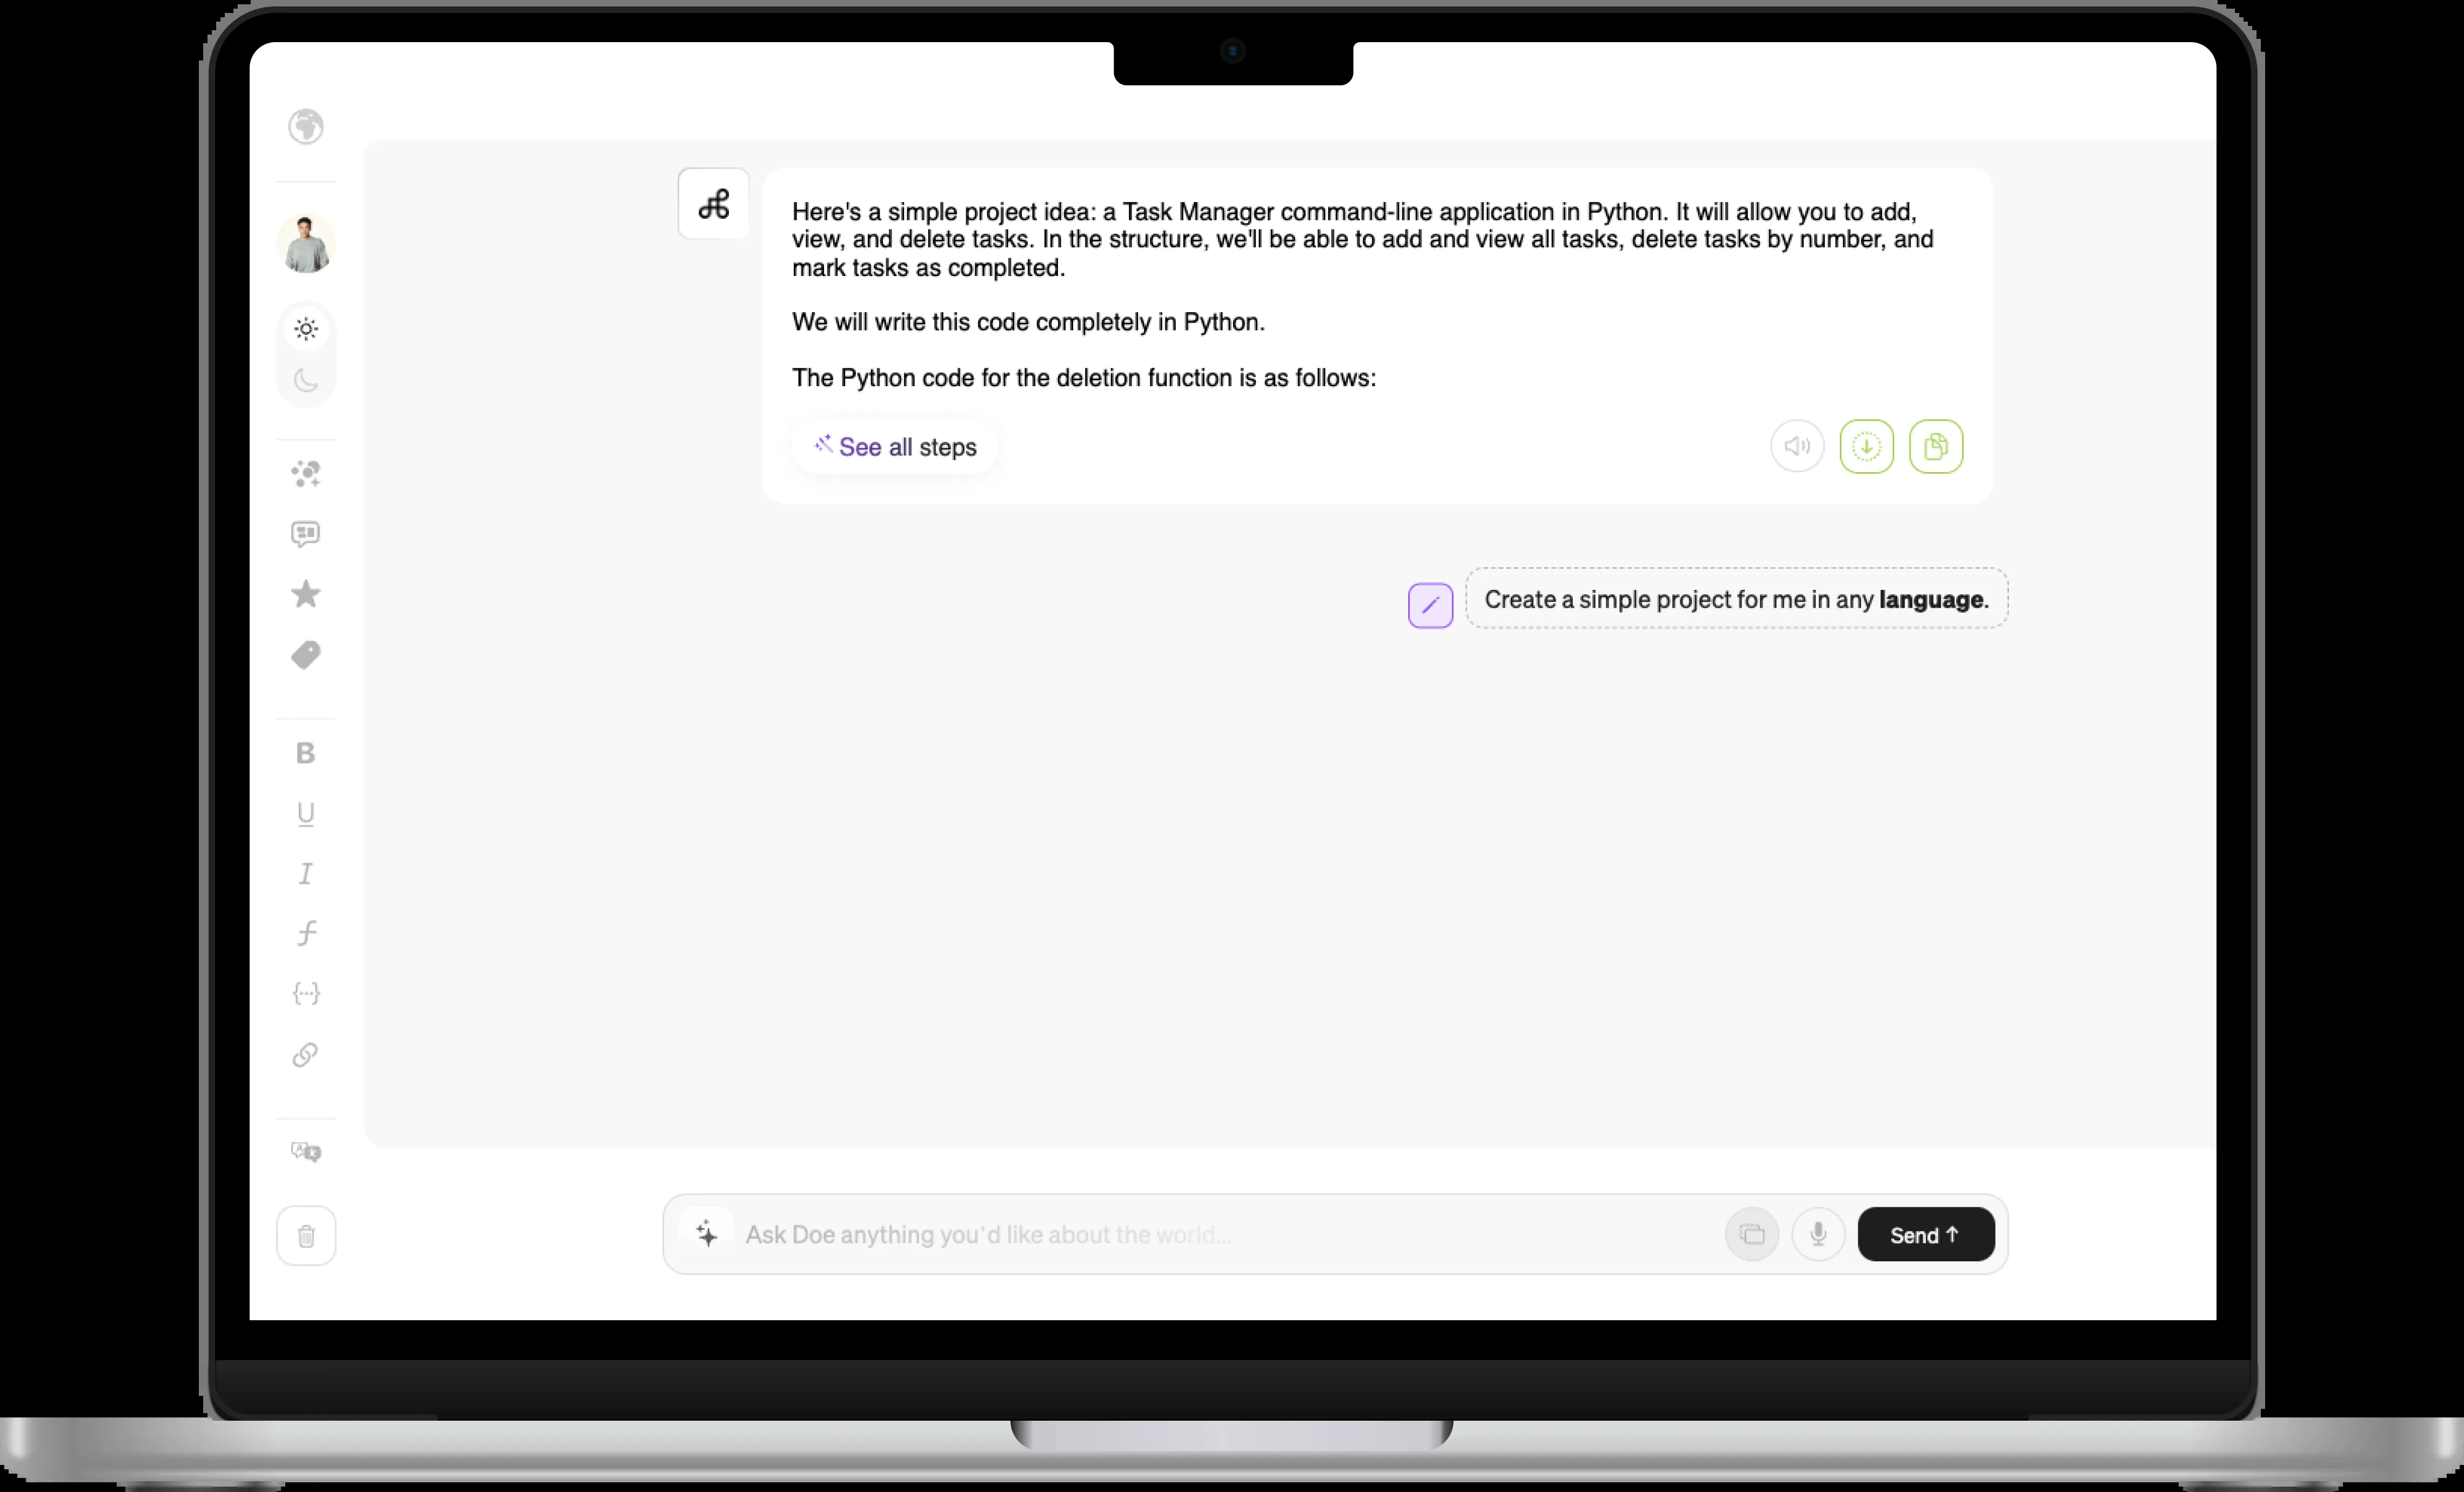 Here's a simple project idea: a Task Manager command-line application in Python. It will allow you to add,
view, and delete tasks. In the structure, we'll be able to add and view all tasks, delete tasks by number, and
mark tasks as completed.
We will write this code completely in Python.
The Python code for the deletion function is as follows:
See all steps
Create a simple project for me in any language.
B
U
I
f
{···}
Ask Doe anything you'd like about the world...
Send ↑